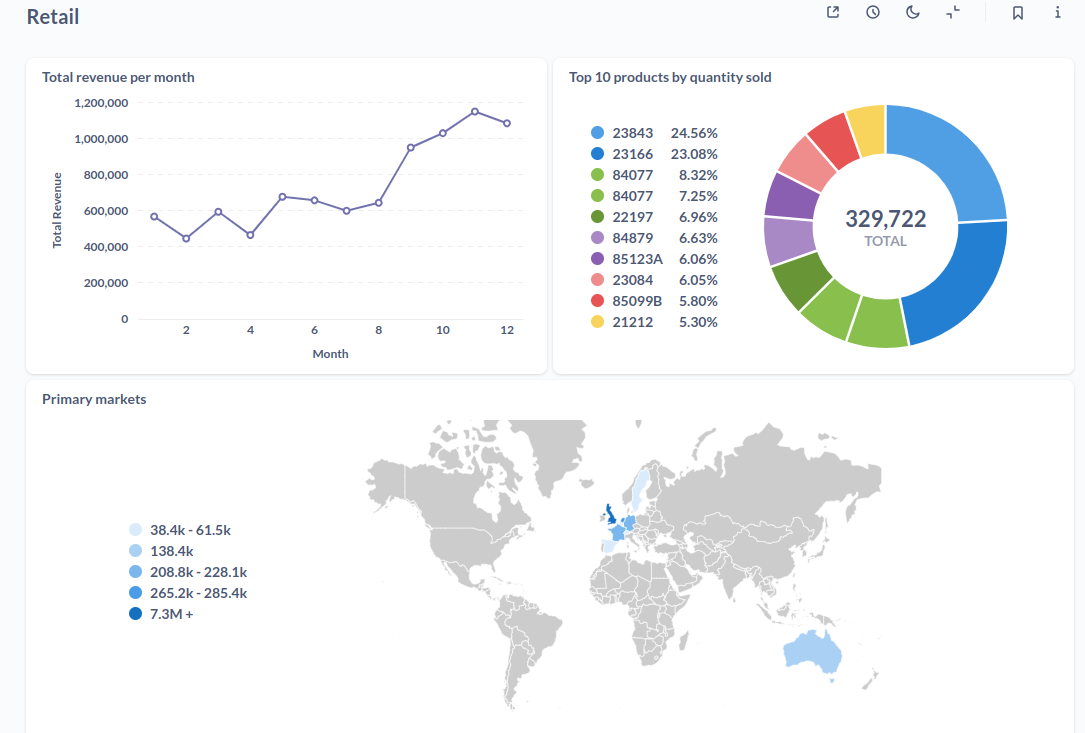 Retail
Total revenue per month
1,200,000
1,000,000
800,000
600,000
400,000
200,000
0
Total Revenue
2 4 6 8 10 12
Month
Top 10 products by quantity sold
23843 24.56%
23166 23.08%
84077 8.32%
84077 7.25%
22197 6.96%
84879 6.63%
85123A 6.06%
23084 6.05%
85099B 5.80%
21212 5.30%
329,722
TOTAL
Primary markets
38.4k - 61.5k
138.4k
208.8k - 228.1k
265.2k - 285.4k
7.3M +